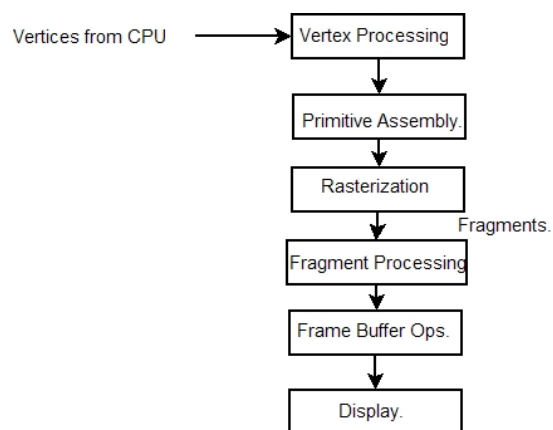 Vertices from CPU
Vertex Processing
Primitive Assembly.
Rasterization
Fragments.
Fragment Processing
Frame Buffer Ops.
Display.